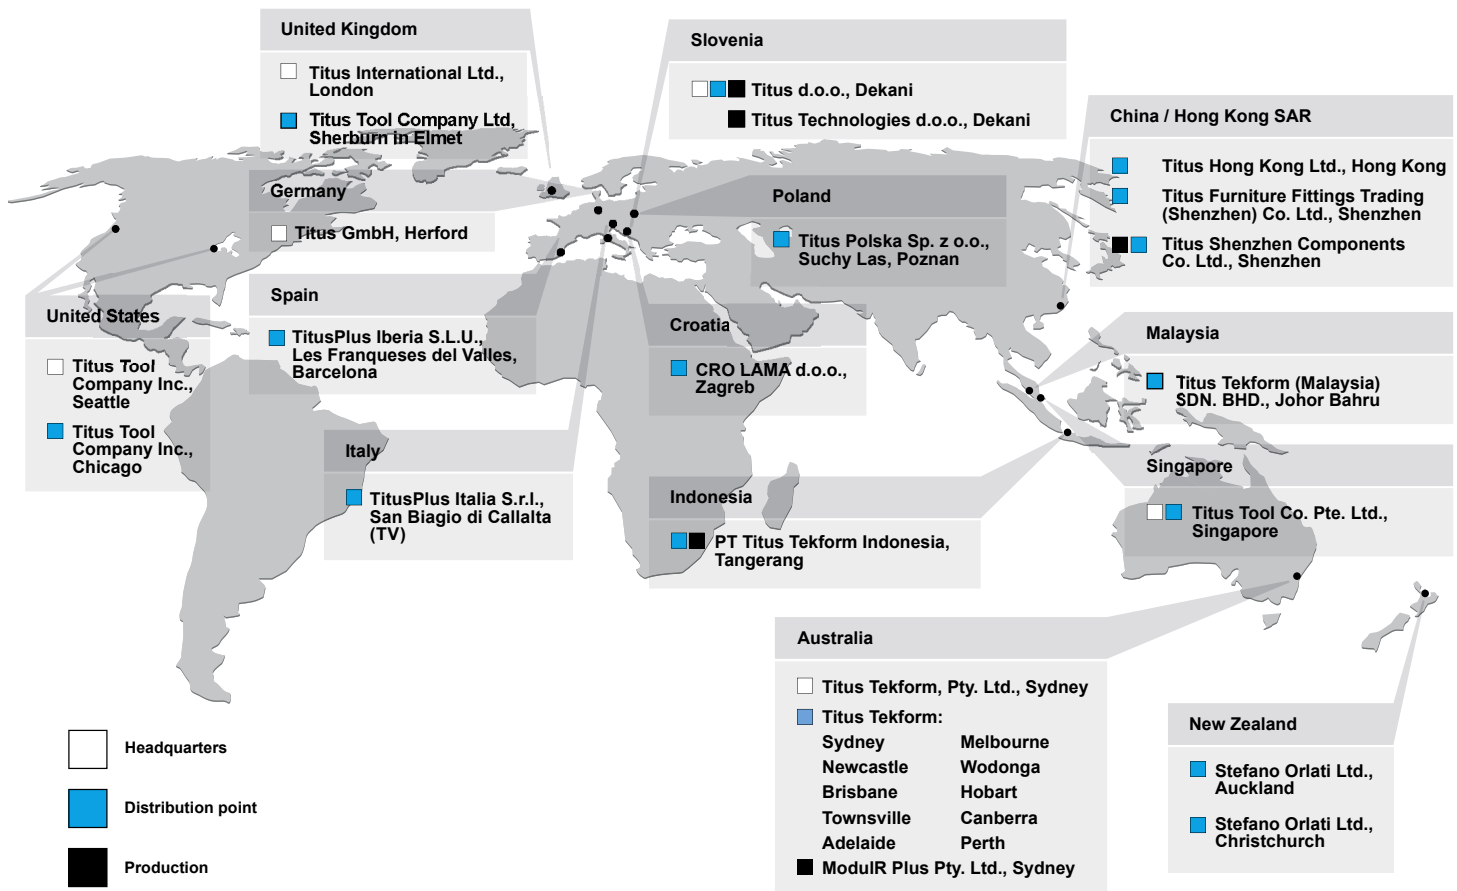 United Kingdom
Titus International Ltd.,
London
Titus Tool Company Ltd,
Sherburn in Elmet
Slovenia
Titus d.o.o., Dekani
Titus Technologies d.o.o., Dekani
China / Hong Kong SAR
Titus Hong Kong Ltd., Hong Kong
Titus Furniture Fittings Trading
(Shenzhen) Co. Ltd., Shenzhen
Titus Shenzhen Components
Co. Ltd., Shenzhen
Germany
Titus GmbH, Herford
Poland
Titus Polska Sp. z o.o.,
Suchy Las, Poznan
Spain
TitusPlus Iberia S.L.U.,
Les Franqueses del Valles,
Barcelona
United States
Titus Tool
Company Inc.,
Seattle
Titus Tool
Company Inc.,
Chicago
Croatia
CRO LAMA d.o.o.,
Zagreb
Malaysia
Titus Tekform (Malaysia)
SDN. BHD., Johor Bahru
Italy
TitusPlus Italia S.r.l.,
San Biagio di Callalta
(TV)
Indonesia
PT Titus Tekform Indonesia,
Tangerang
Singapore
Titus Tool Co. Pte. Ltd.,
Singapore
Australia
Titus Tekform, Pty. Ltd., Sydney
Titus Tekform:
Sydney Melbourne
Newcastle Wodonga
Brisbane Hobart
Townsville Canberra
Adelaide Perth
ModulR Plus Pty. Ltd., Sydney
New Zealand
Stefano Orlati Ltd.,
Auckland
Stefano Orlati Ltd.,
Christchurch
Headquarters
Distribution point
Production